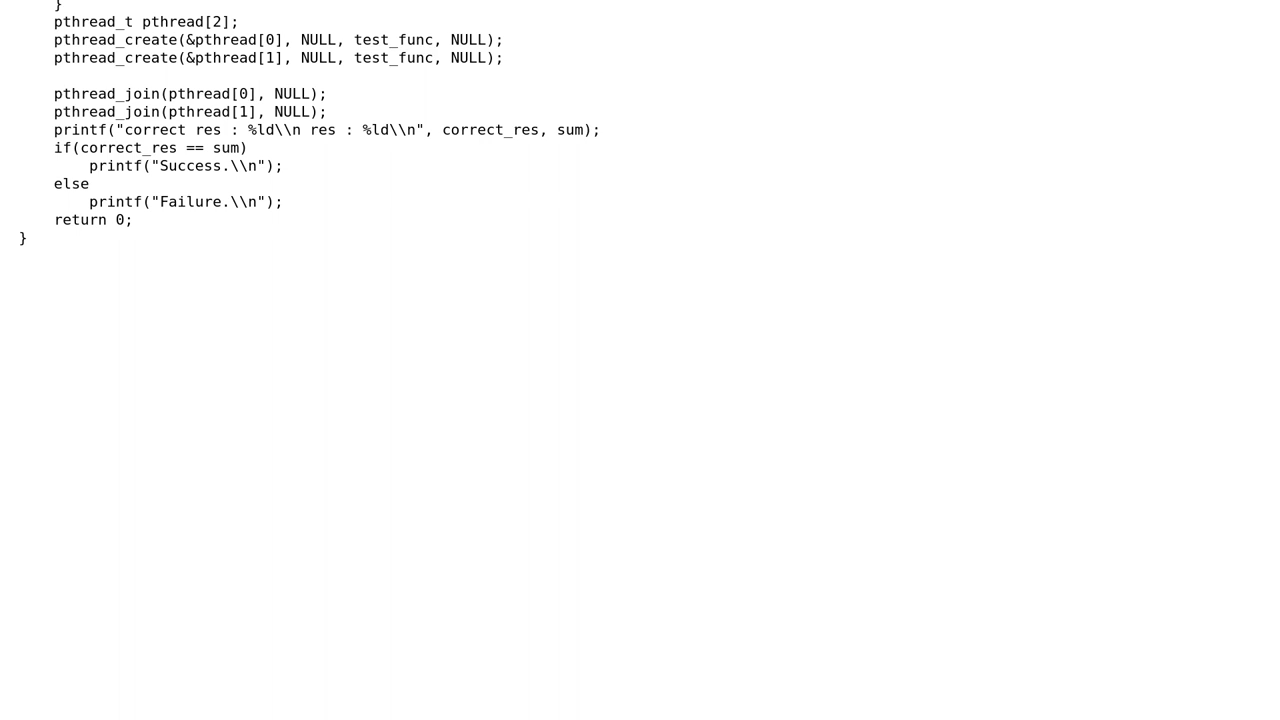 }
pthread_t pthread[2];
pthread_create(&pthread[0], NULL, test_func, NULL);
pthread_create(&pthread[1], NULL, test_func, NULL);
pthread_join(pthread[0], NULL);
pthread_join(pthread[1], NULL);
printf("correct res : %ld\\n res : %ld\\n", correct_res, sum);
if(correct_res == sum)
printf("Success.\\n");
else
printf("Failure.\\n");
return 0;
}